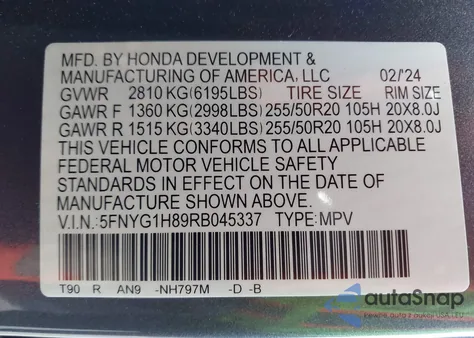 MFD. BY HONDA DEVELOPMENT &
MANUFACTURING OF AMERICA, LLC 02/'24
GVWR 2810 KG(6195LBS) TIRE SIZE RIM SIZE
GAWR F 1360 KG(2998LBS) 255/50R20 105H 20X8.0J
GAWR R 1515 KG(3340LBS) 255/50R20 105H 20X8.0J
THIS VEHICLE CONFORMS TO ALL APPLICABLE
FEDERAL MOTOR VEHICLE SAFETY
STANDARDS IN EFFECT ON THE DATE OF
MANUFACTURE SHOWN ABOVE.
V.I.N.:5FNYG1H89RB045337 TYPE:MPV
T90 R AN9 -NH797M -D -B
autoSnap